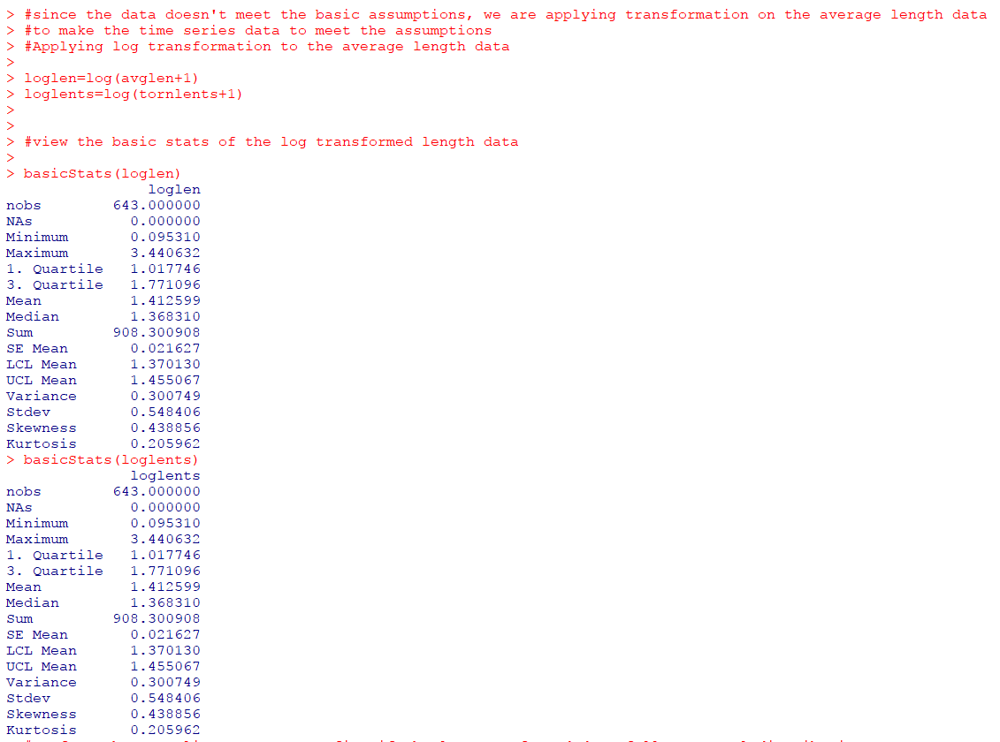 > #since the data doesn't meet the basic assumptions, we are applying transformation on the average length data
> #to make the time series data to meet the assumptions
> #Applying log transformation to the average length data
>
> loglen=log(avglen+1)
> loglents=log(tornlents+1)
>
>
> #view the basic stats of the log transformed length data
>
> basicStats(loglen)
loglen
nobs 643.000000
NAs 0.000000
Minimum 0.095310
Maximum 3.440632
1. Quartile 1.017746
3. Quartile 1.771096
Mean 1.412599
Median 1.368310
Sum 908.300908
SE Mean 0.021627
LCL Mean 1.370130
UCL Mean 1.455067
Variance 0.300749
Stdev 0.548406
Skewness 0.438856
Kurtosis 0.205962
> basicStats(loglents)
loglents
nobs 643.000000
NAs 0.000000
Minimum 0.095310
Maximum 3.440632
1. Quartile 1.017746
3. Quartile 1.771096
Mean 1.412599
Median 1.368310
Sum 908.300908
SE Mean 0.021627
LCL Mean 1.370130
UCL Mean 1.455067
Variance 0.300749
Stdev 0.548406
Skewness 0.438856
Kurtosis 0.205962